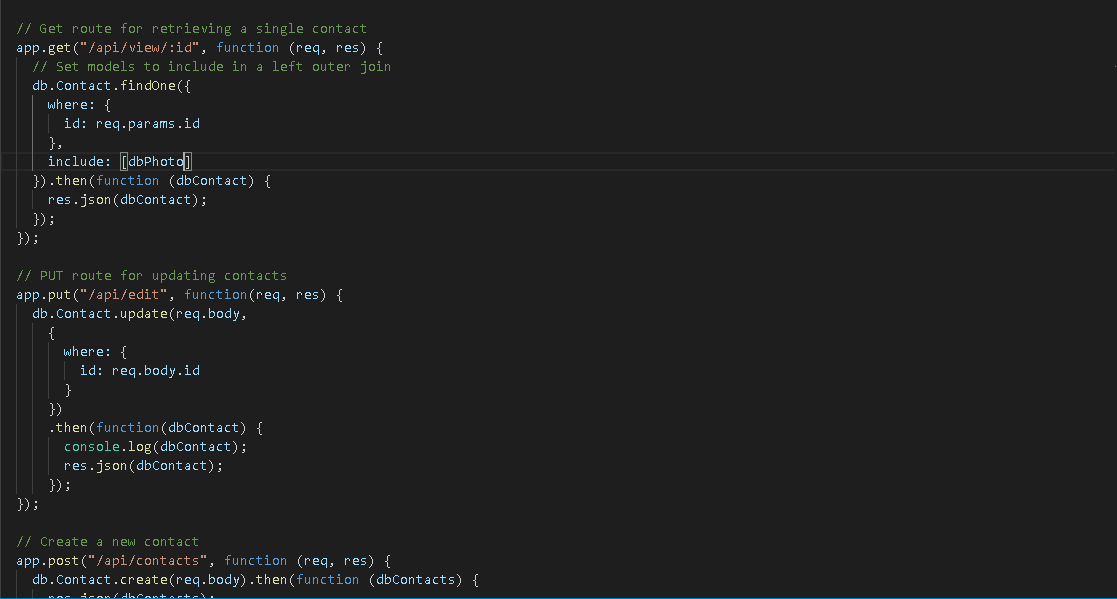 // Get route for retrieving a single contact
app.get("/api/view/:id", function (req, res) {
// Set models to include in a left outer join
db.Contact.findOne({
where: {
id: req.params.id
},
include: [dbPhoto]
}).then(function (dbContact) {
res.json(dbContact);
});
});
// PUT route for updating contacts
app.put("/api/edit", function(req, res) {
db.Contact.update(req.body,
{
where: {
id: req.body.id
}
})
.then(function(dbContact) {
console.log(dbContact);
res.json(dbContact);
});
});
// Create a new contact
app.post("/api/contacts", function (req, res) {
db.Contact.create(req.body).then(function (dbContacts) {
res.json(dbContacts);